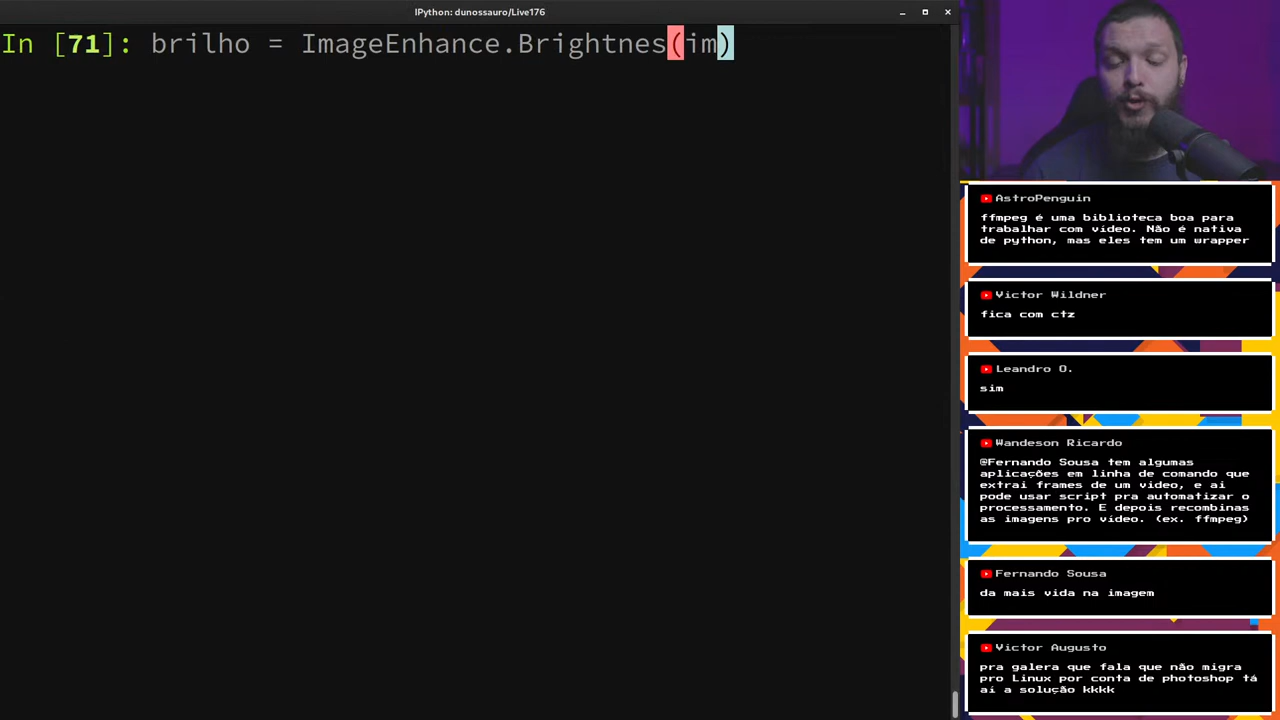 IPython: dunossauro/Live176
In [71]: brilho = ImageEnhance.Brightnes(im)
AstroPenguin
ffmpeg é uma biblioteca boa para
trabalhar com vídeo. Não é nativa
de python, mas eles tem um wrapper
Victor Wildner
fica com ctz
Leandro O.
sim
Wandeson Ricardo
@Fernando Sousa tem algumas
aplicações em linha de comando que
extrai frames de um video, e ai
pode usar script pra automatizar o
processamento. E depois recombinas
as imagens pro vídeo. (ex. ffmpeg)
Fernando Sousa
da mais vida na imagem
Victor Augusto
pra galera que fala que não migra
pro Linux por conta de photoshop tá
ai a solução kkkk